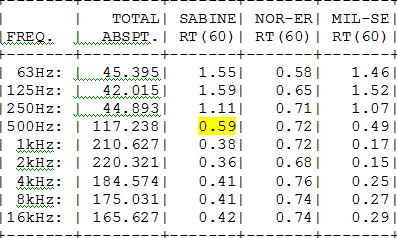 | | TOTAL| SABINE| NOR-ER| MIL-SE|
|FREQ. | ABSPT.| RT(60)| RT(60)| RT(60)|
| 63Hz: | 45.395| 1.55| 0.58| 1.46|
|125Hz: | 42.015| 1.59| 0.65| 1.52|
|250Hz: | 44.893| 1.11| 0.71| 1.07|
|500Hz: | 117.238| 0.59| 0.72| 0.49|
| 1kHz: | 210.627| 0.38| 0.72| 0.17|
| 2kHz: | 220.321| 0.36| 0.68| 0.15|
| 4kHz: | 184.574| 0.41| 0.76| 0.25|
| 8kHz: | 175.031| 0.41| 0.74| 0.27|
|16kHz: | 165.627| 0.42| 0.74| 0.29|